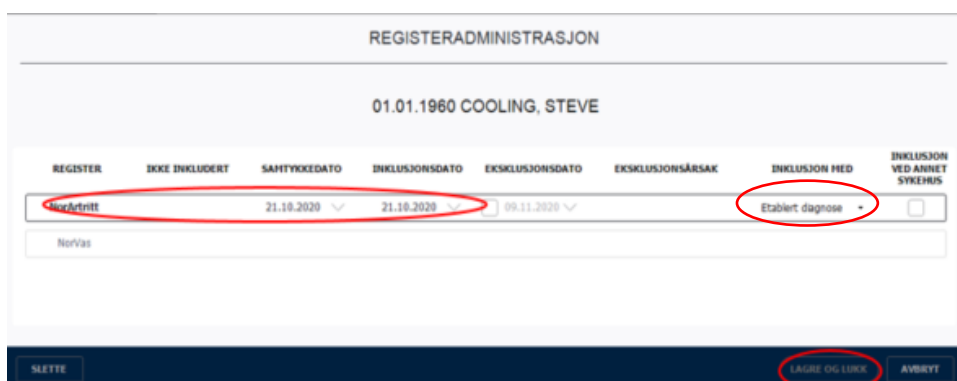 REGISTERADMINISTRASJON
01.01.1960 COOLING, STEVE
REGISTER IKKE INKLUDERT SAMTYKKEDATO INKLUSJONSDATO EKSKLUSJONSDATO EKSKLUSJONSÅRSAK INKLUSJON MED INKLUSJON VED ANNET SYKEHUS
NorArtritt 21.10.2020 21.10.2020 09.11.2020 Etablert diagnose
NorVas
SLETTE LAGRE OG LUKK AVBRYT